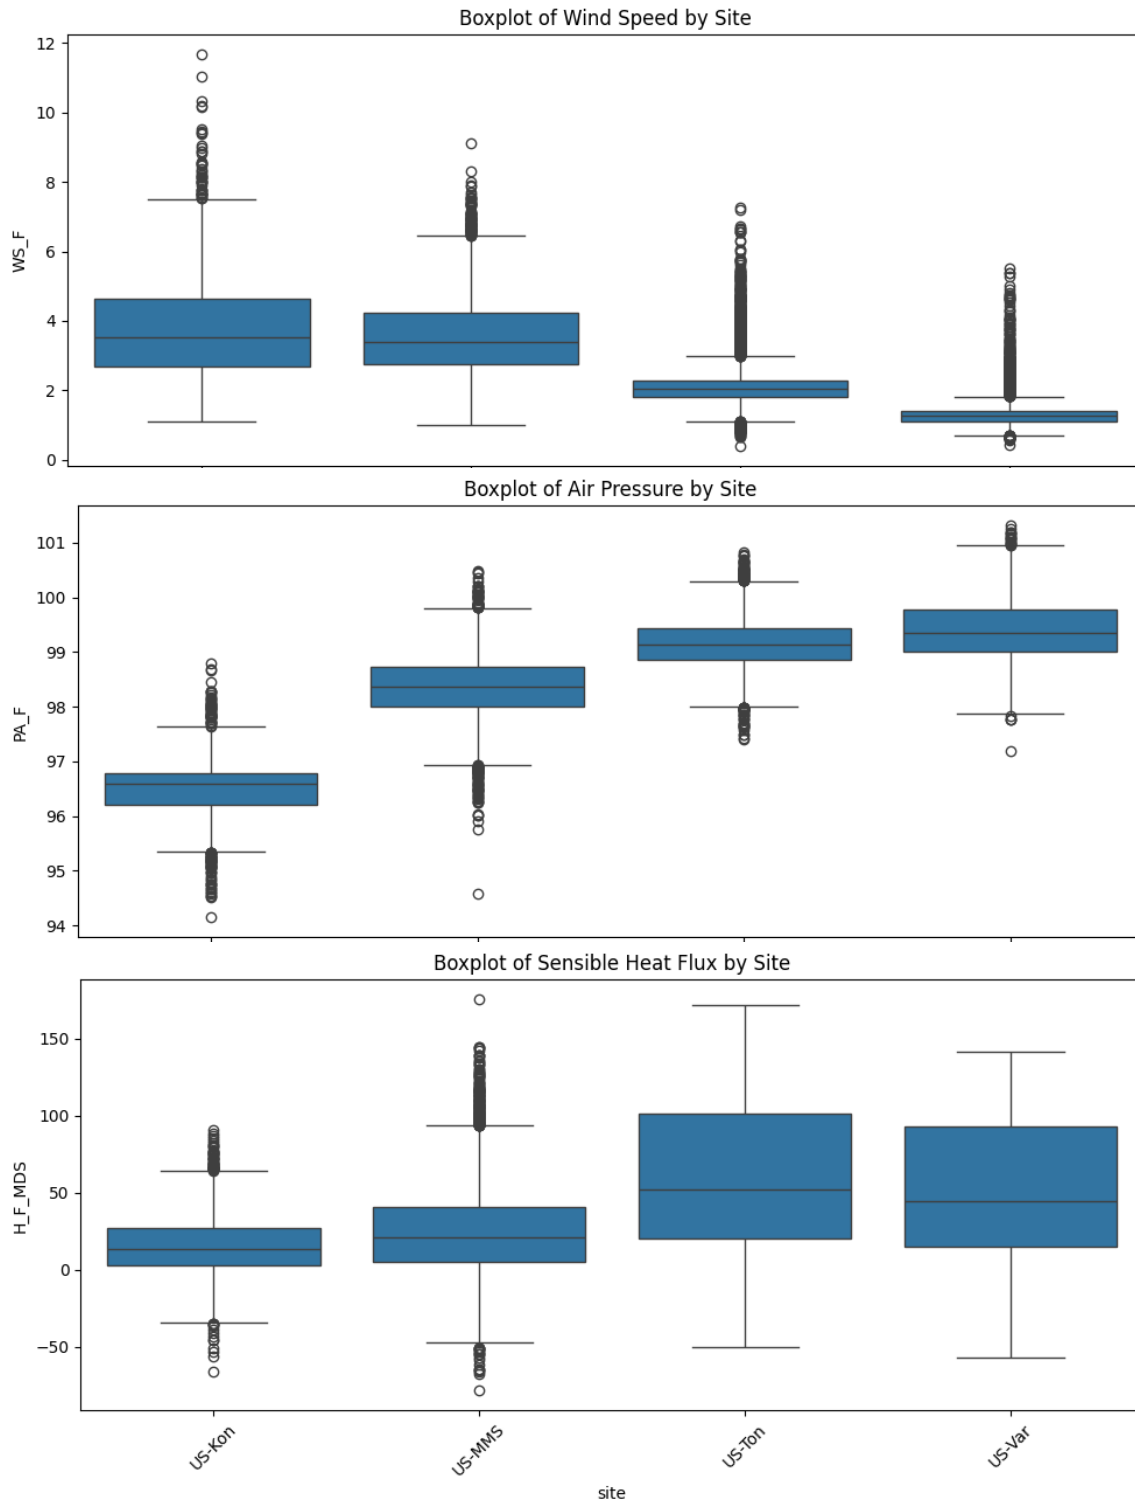 Boxplot of Wind Speed by Site
12
10
8
6
4
2
0
WS_F
Boxplot of Air Pressure by Site
101
100
99
98
97
96
95
94
PA_F
Boxplot of Sensible Heat Flux by Site
150
100
50
0
−50
H_F_MDS
US-Kon
US-MMS
US-Ton
US-Var
site